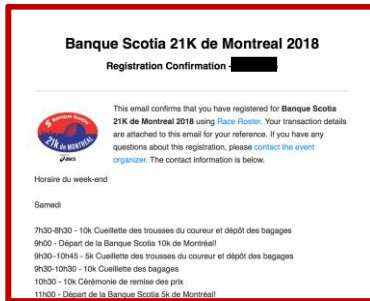 Banque Scotia 21K de Montreal 2018
Registration Confirmation -
Banque Scotia
21K de MONTRÉAL
asics
This email confirms that you have registered for Banque Scotia
21K de Montreal 2018 using Race Roster. Your transaction details
are attached to this email for your reference. If you have any
questions about this registration, please contact the event
organizer. The contact information is below.
Horaire du week-end
Samedi
7h30-8h30 - 10k Cueillette des trousses du coureur et dépôt des bagages
9h00 - Départ de la Banque Scotia 10k de Montréal!
9h30--10h45 - 5k Cueillette des trousses du coureur et dépôt des bagages
9h30-10h30 - 10k Cueillette des bagages
10h30 - 10k Cérémonie de remise des prix
11h00 - Départ de la Banque Scotia 5k de Montréal!